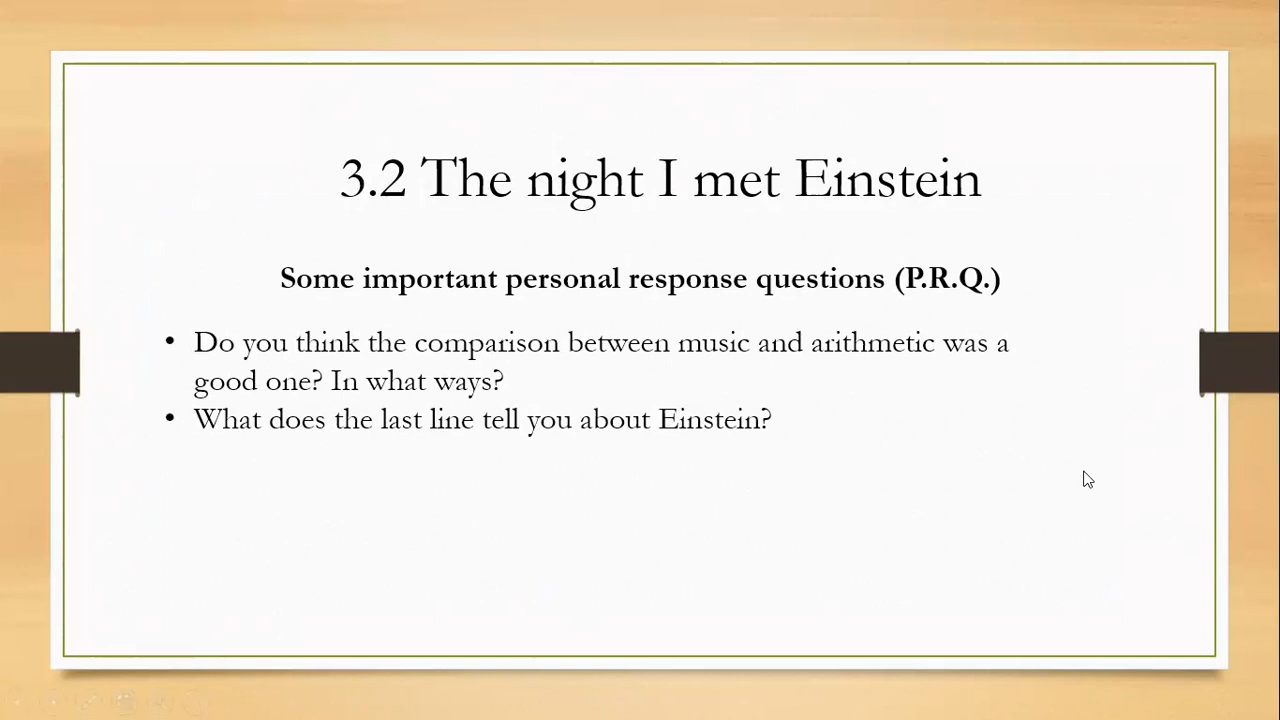 3.2 The night I met Einstein
Some important personal response questions (P.R.Q.)
• Do you think the comparison between music and arithmetic was a
good one? In what ways?
• What does the last line tell you about Einstein?